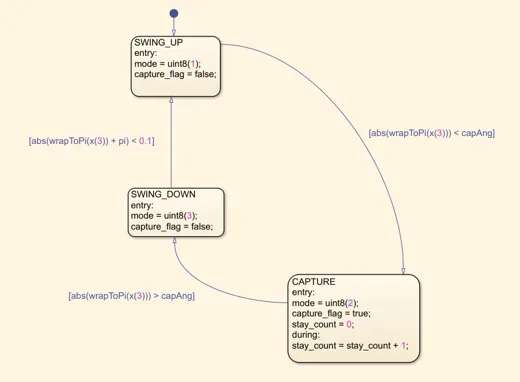 SWING_UP
entry:
mode = uint8(1);
capture_flag = false;
[abs(wrapToPi(x(3))) < capAng]
[abs(wrapToPi(x(3)) + pi) < 0.1]
SWING_DOWN
entry:
mode = uint8(3);
capture_flag = false;
[abs(wrapToPi(x(3))) > capAng]
CAPTURE
entry:
mode = uint8(2);
capture_flag = true;
stay_count = 0;
during:
stay_count = stay_count + 1;